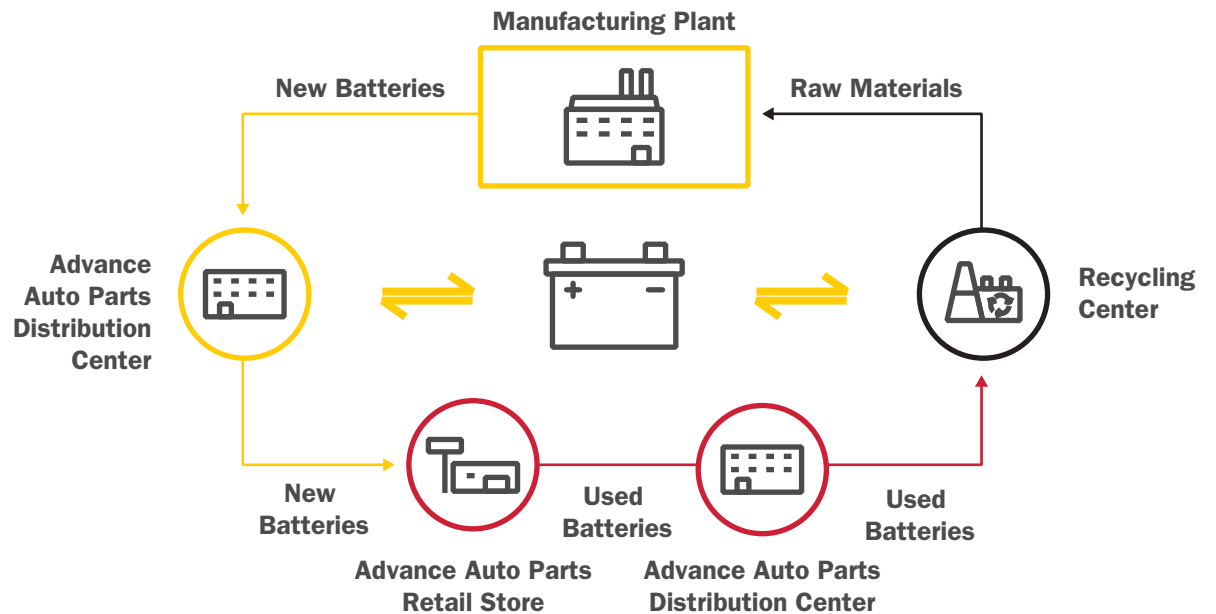 Manufacturing Plant
New Batteries
Raw Materials
Advance
Auto Parts
Distribution
Center
+ −
Recycling
Center
New
Batteries
Used
Batteries
Used
Batteries
Advance Auto Parts
Retail Store
Advance Auto Parts
Distribution Center